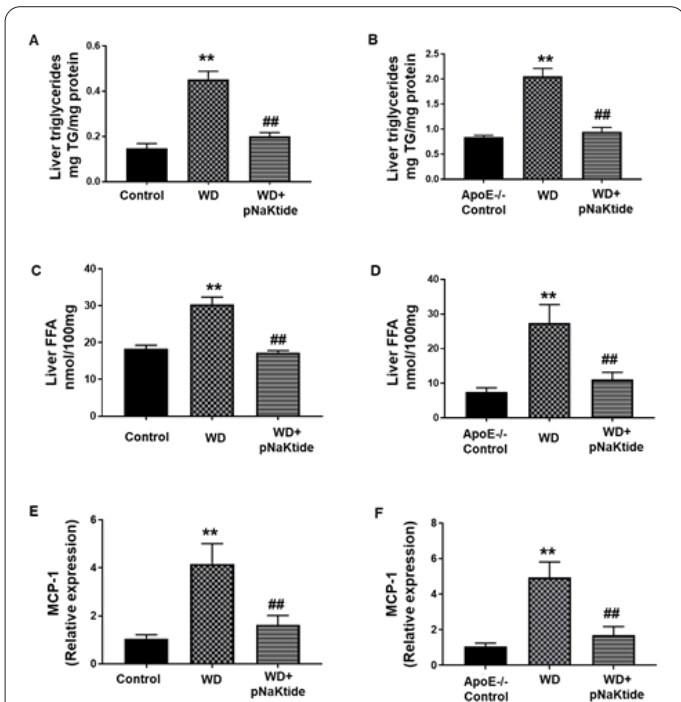 A
Liver triglycerides
mg TG/mg protein
0.6
0.4
0.2
0.0
**
##
Control
WD
WD+
pNaKtide
B
Liver triglycerides
mg TG/mg protein
2.5
2.0
1.5
1.0
0.5
0.0
**
##
ApoE-/-
Control
WD
WD+
pNaKtide
C
Liver FFA
nmol/100mg
40
30
20
10
0
**
##
Control
WD
WD+
pNaKtide
D
Liver FFA
nmol/100mg
40
30
20
10
0
**
##
ApoE-/-
Control
WD
WD+
pNaKtide
E
MCP-1
(Relative expression)
6
4
2
0
**
##
Control
WD
WD+
pNaKtide
F
MCP-1
(Relative expression)
8
6
4
2
0
**
##
ApoE-/-
Control
WD
WD+
pNaKtide